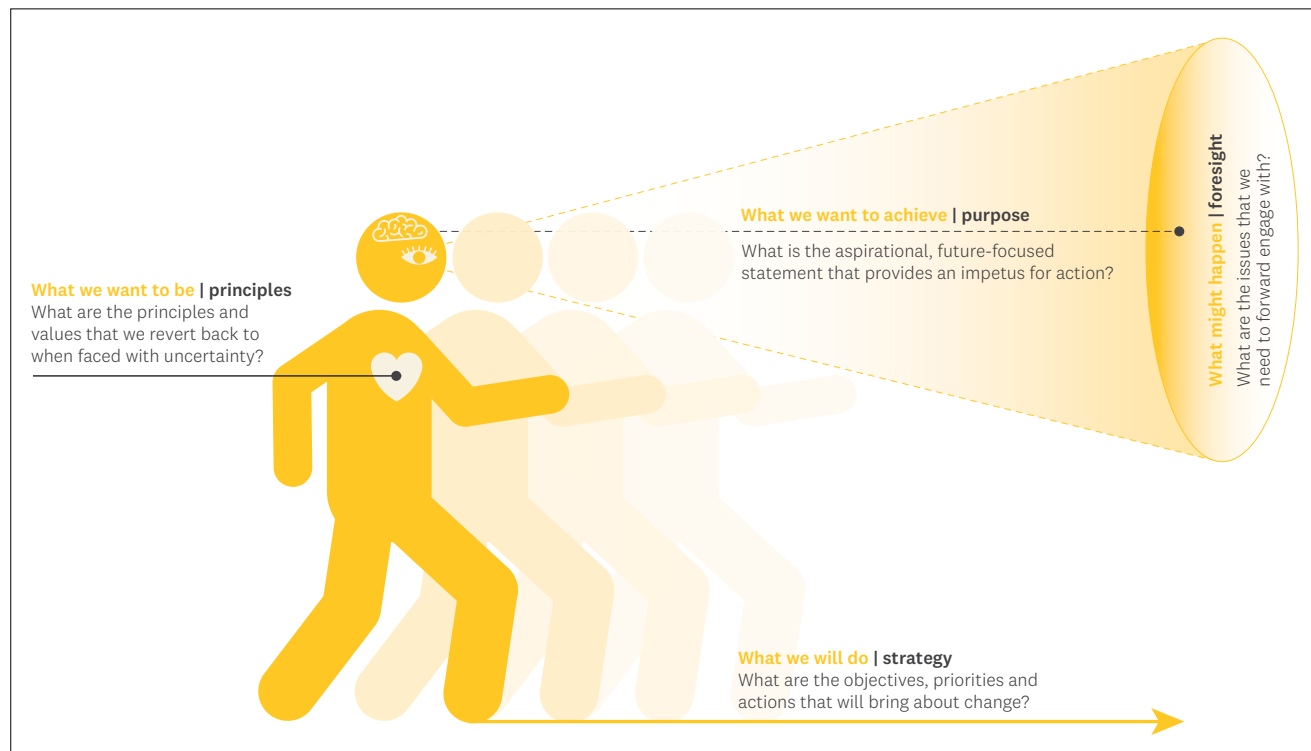 What we want to be | principles
What are the principles and
values that we revert back to
when faced with uncertainty?
What we want to achieve | purpose
What is the aspirational, future-focused
statement that provides an impetus for action?
What might happen | foresight
What are the issues that we
need to forward engage with?
What we will do | strategy
What are the objectives, priorities and
actions that will bring about change?